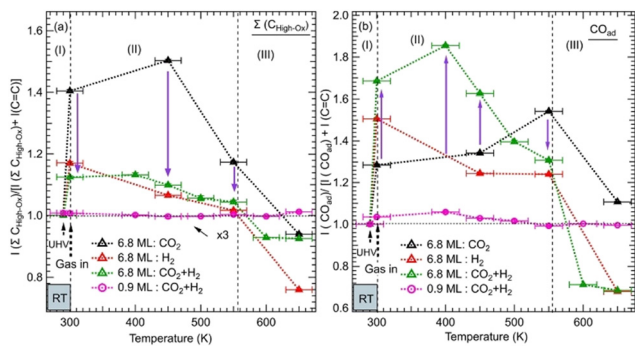 (a)
Σ (C_High-Ox)
(I)
(II)
(III)
I (Σ C_High-Ox)/[I (Σ C_High-Ox)+ I(C=C)]
1.4
1.2
1.0
0.8
x3
UHV
Gas in
RT
6.8 ML: CO₂
6.8 ML : H₂
6.8 ML : CO₂+H₂
0.9 ML : CO₂+H₂
300
400
500
600
Temperature (K)
(b)
CO_ad
(I)
(II)
(III)
I ( CO_ad)/[I ( CO_ad) + I (C=C)]
2.0
1.8
1.6
1.4
1.2
1.0
0.8
0.6
UHV
Gas in
RT
6.8 ML: CO₂
6.8 ML : H₂
6.8 ML : CO₂+H₂
0.9 ML : CO₂+H₂
300
400
500
600
Temperature (K)